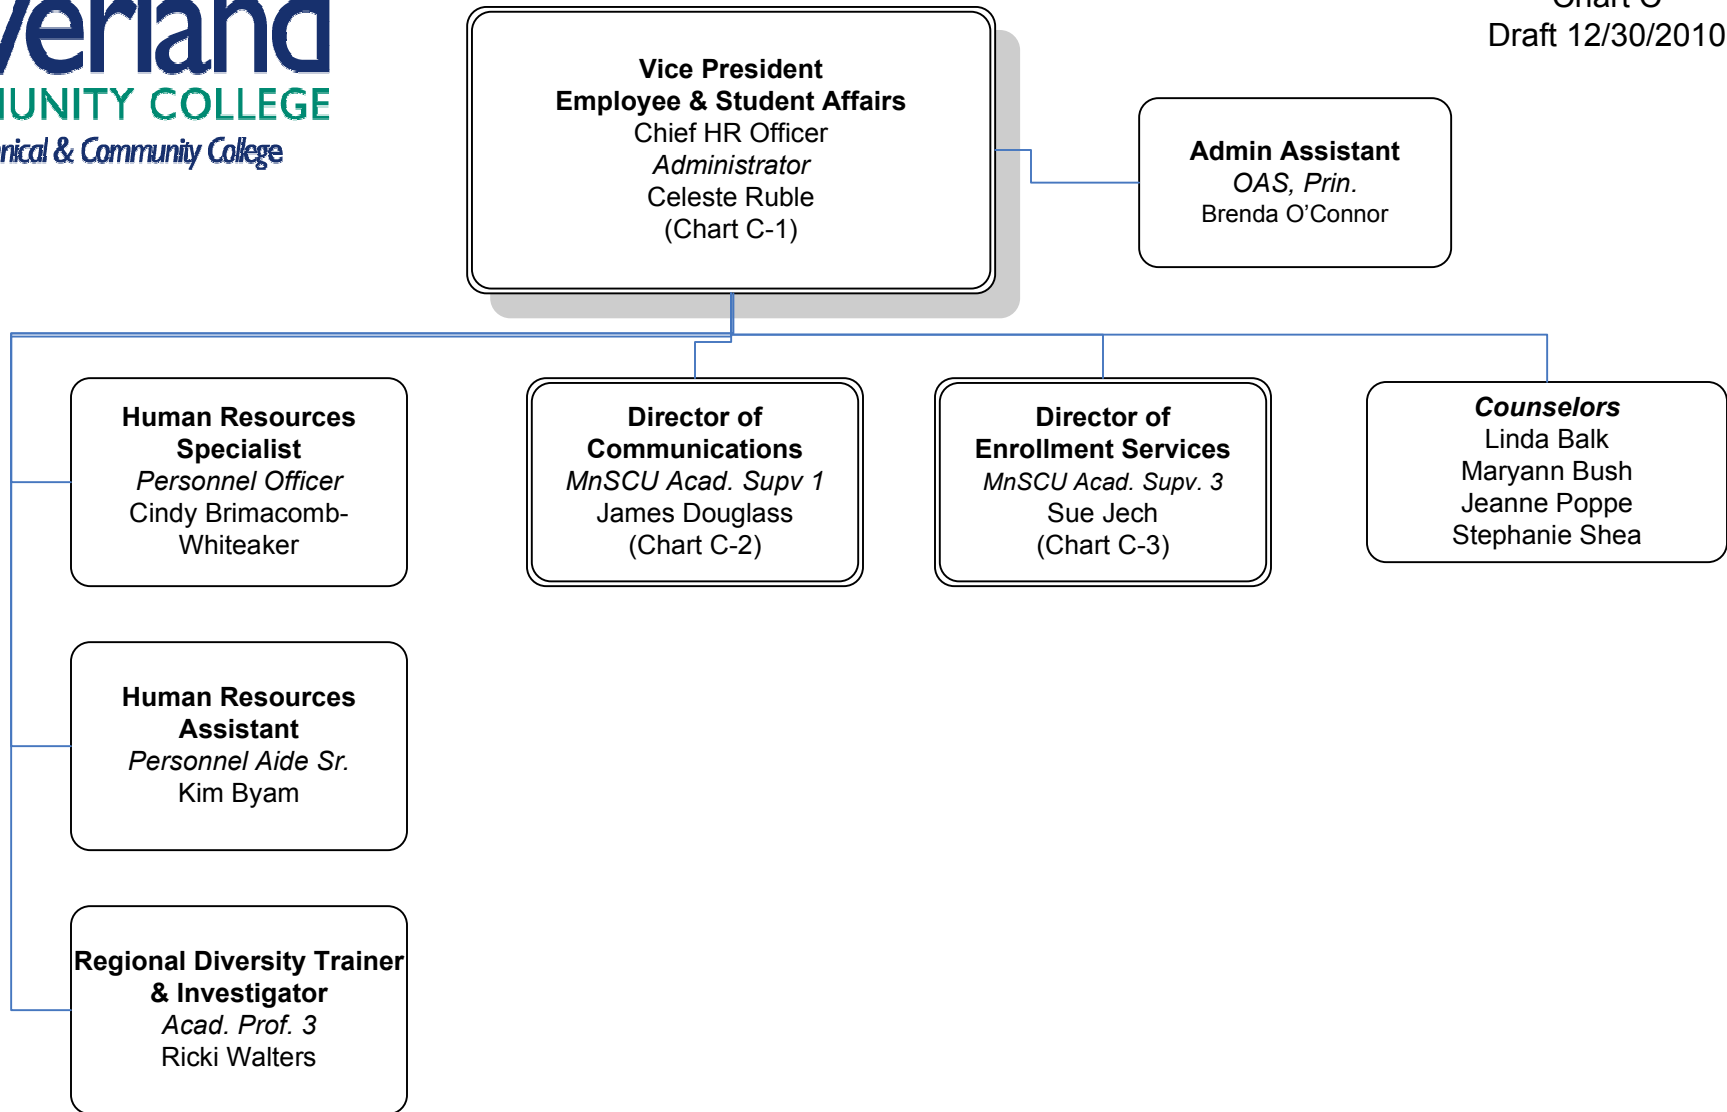 verland
MUNITY COLLEGE
nical & Community College
Chart C
Draft 12/30/2010
Vice President
Employee & Student Affairs
Chief HR Officer
Administrator
Celeste Ruble
(Chart C-1)
Admin Assistant
OAS, Prin.
Brenda O’Connor
Human Resources
Specialist
Personnel Officer
Cindy Brimacomb-
Whiteaker
Director of
Communications
MnSCU Acad. Supv 1
James Douglass
(Chart C-2)
Director of
Enrollment Services
MnSCU Acad. Supv. 3
Sue Jech
(Chart C-3)
Counselors
Linda Balk
Maryann Bush
Jeanne Poppe
Stephanie Shea
Human Resources
Assistant
Personnel Aide Sr.
Kim Byam
Regional Diversity Trainer
& Investigator
Acad. Prof. 3
Ricki Walters